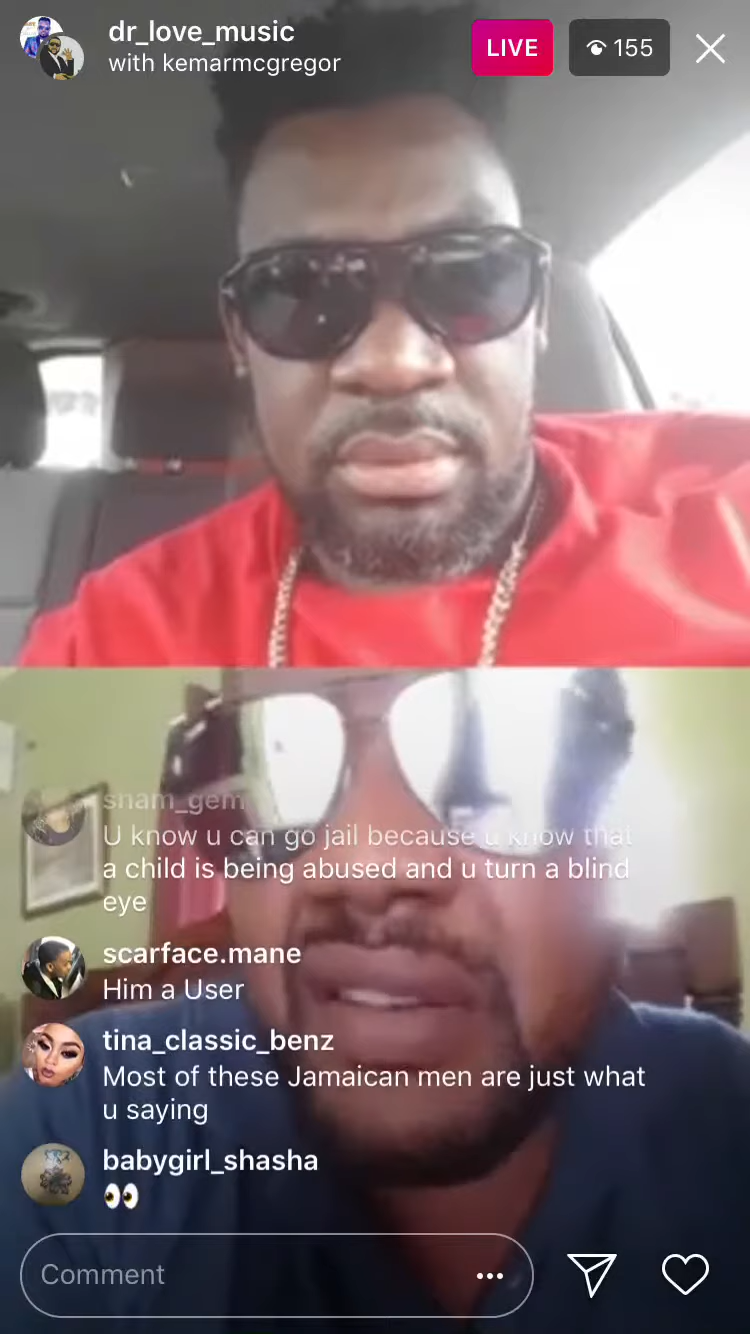 dr_love_music
with kemarmcgregor
LIVE
155
snam_gem
U know u can go jail because u know that
a child is being abused and u turn a blind
eye
scarface.mane
Him a User
tina_classic_benz
Most of these Jamaican men are just what
u saying
babygirl_shasha
👀
Comment